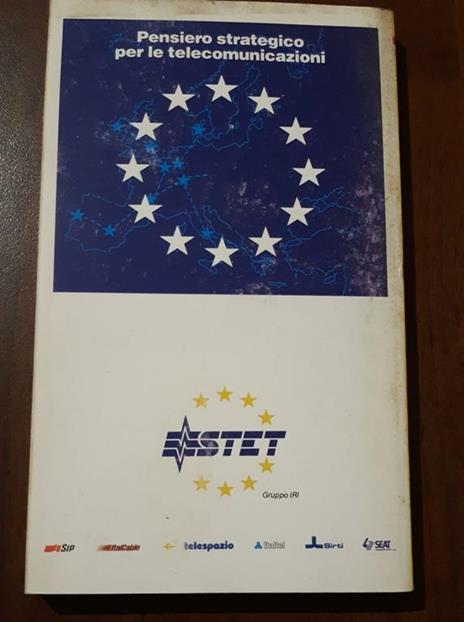 Pensiero strategico
per le telecomunicazioni
STET
Gruppo IRI
SIP ItalCable telespazio Italtel Sirti SEAT